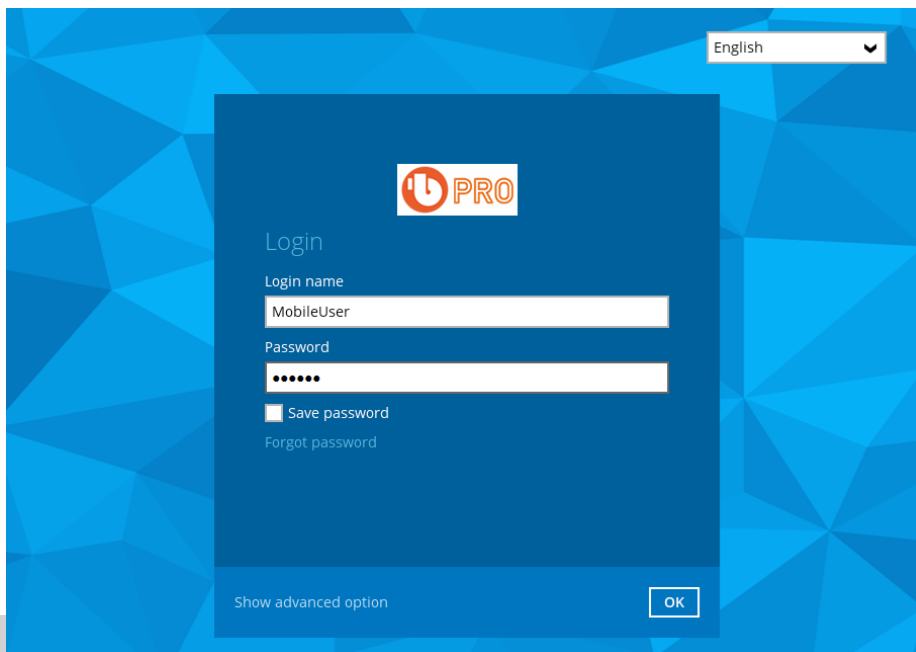 English
PRO
Login
Login name
MobileUser
Password
••••••
Save password
Forgot password
Show advanced option
OK